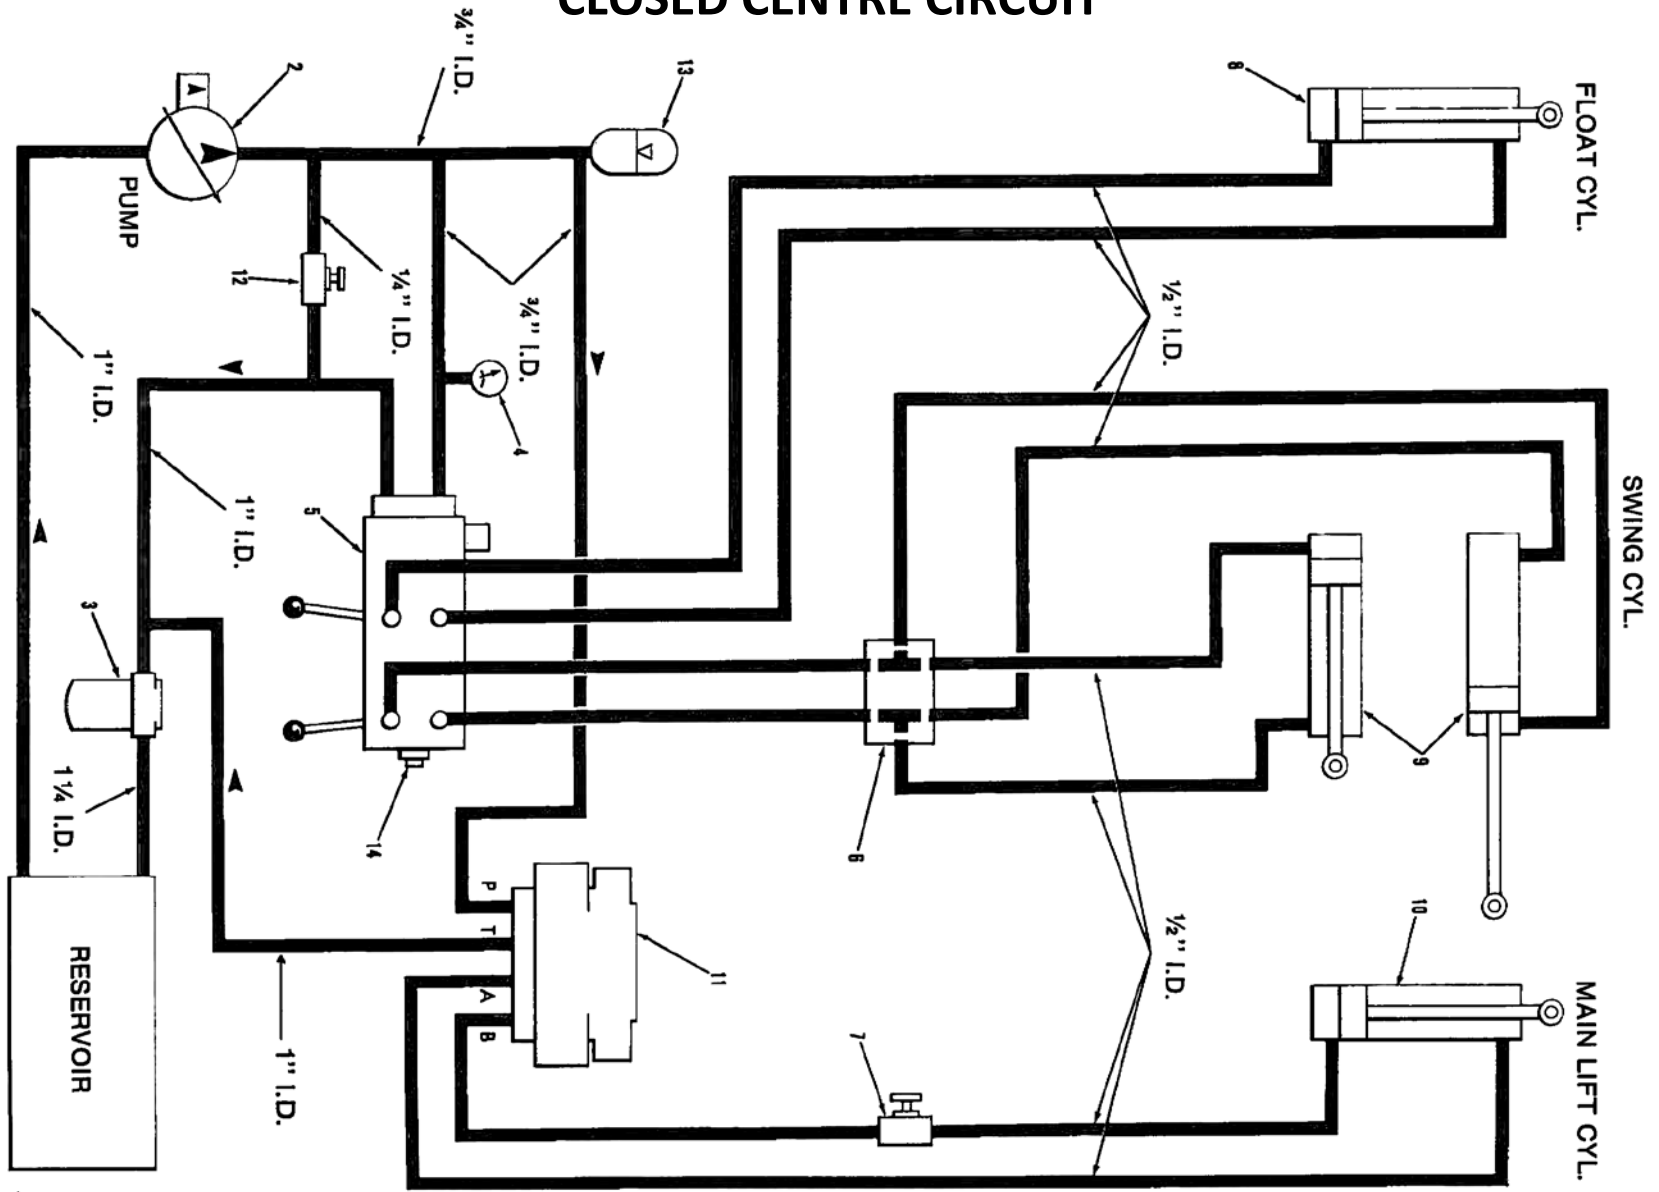 CLOSED CENTRE CIRCUIT
3/4" I.D.
13
2
8
FLOAT CYL.
PUMP
12
1/4" I.D.
3/4" I.D.
1/2" I.D.
1" I.D.
4
SWING CYL.
1" I.D.
5
3
9
1 1/4 I.D.
14
6
P
T
A
B
11
10
1/2" I.D.
RESERVOIR
1" I.D.
7
MAIN LIFT CYL.